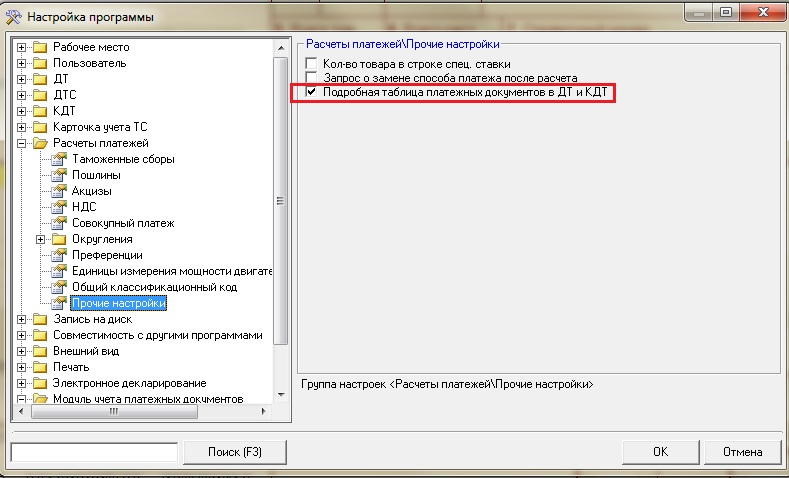 Настройка программы
Рабочее место
Пользователь
ДТ
ДТС
КДТ
Карточка учета ТС
Расчеты платежей
Таможенные сборы
Пошлины
Акцизы
НДС
Совокупный платеж
Округления
Преференции
Единицы измерения мощности двигате
Общий классификационный код
Прочие настройки
Запись на диск
Совместимость с другими программами
Внешний вид
Печать
Электронное декларирование
Модуль учета платежных документов
Расчеты платежей\Прочие настройки
Кол-во товара в строке спец. ставки
Запрос о замене способа платежа после расчета
Подробная таблица платежных документов в ДТ и КДТ
Группа настроек <Расчеты платежей\Прочие настройки>
Поиск (F3)
OK
Отмена